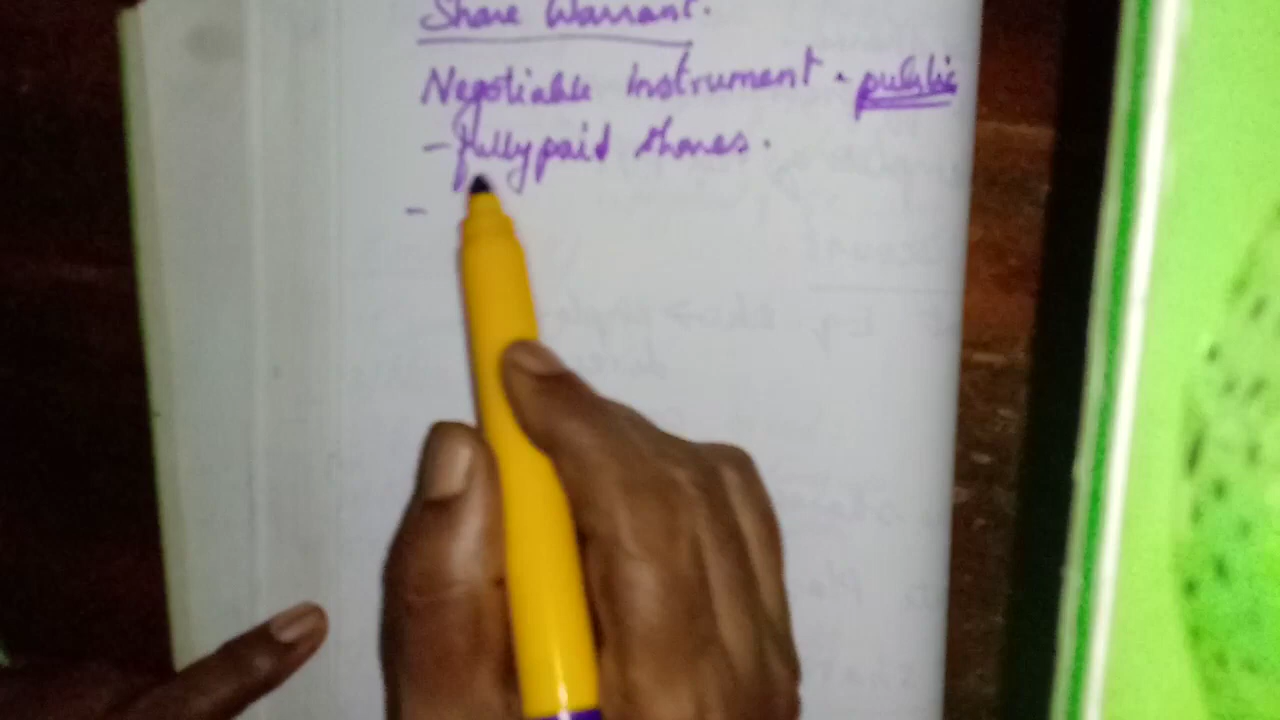 Share Warrant.
Negotiable Instrument - public
- fully paid shares.
-